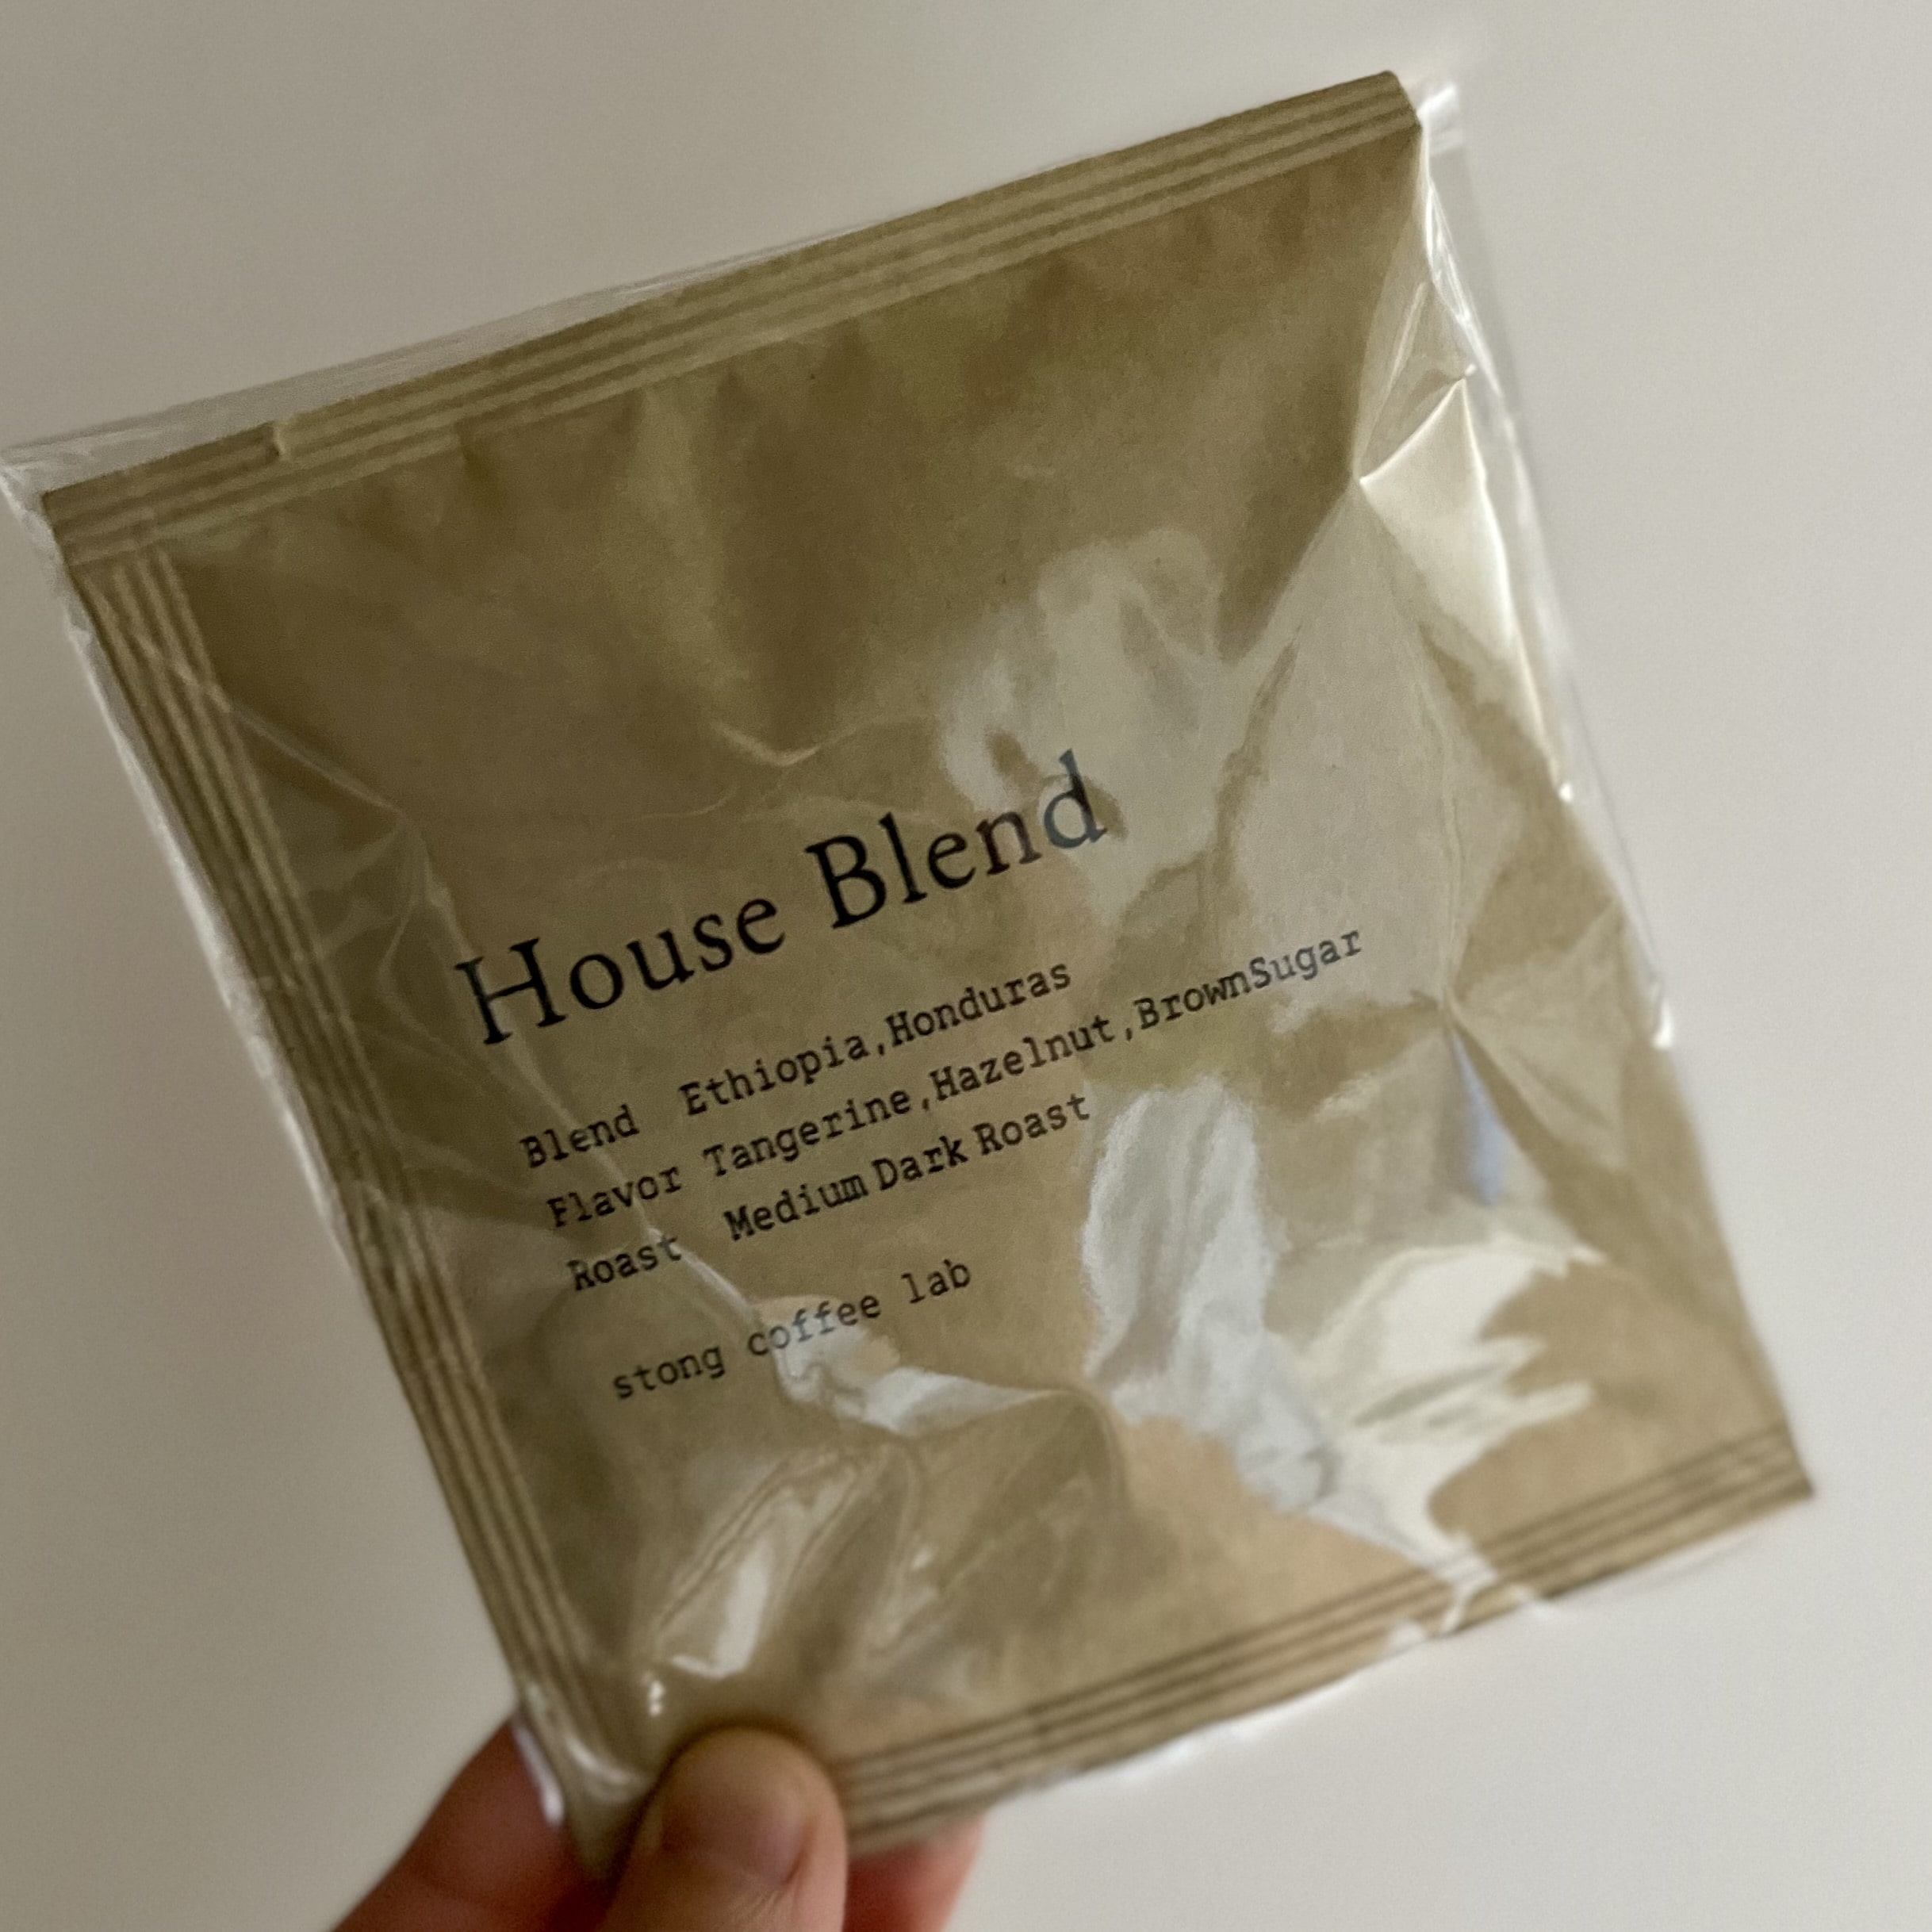 House Blend
Blend Ethiopia,Honduras
Flavor Tangerine,Hazelnut,BrownSugar
Roast Medium Dark Roast
stong coffee lab